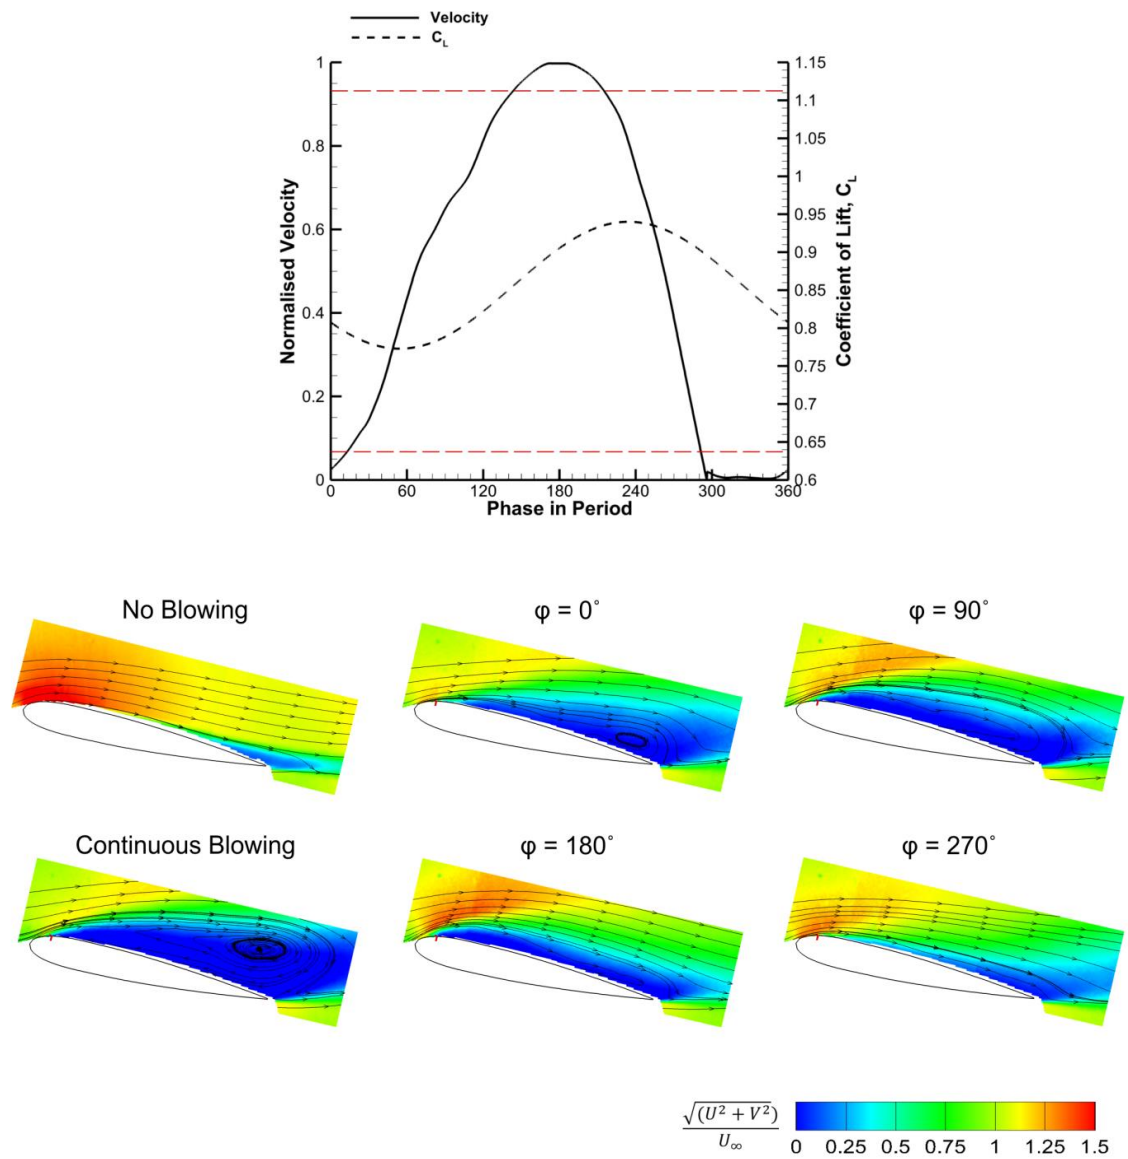 Velocity
C_L
1
0.8
0.6
0.4
0.2
0
Normalised Velocity
1.15
1.1
1.05
1
0.95
0.9
0.85
0.8
0.75
0.7
0.65
0.6
Coefficient of Lift, C_L
0 60 120 180 240 300 360
Phase in Period
No Blowing
φ = 0°
φ = 90°
Continuous Blowing
φ = 180°
φ = 270°
√(U² + V²)
U∞
0 0.25 0.5 0.75 1 1.25 1.5